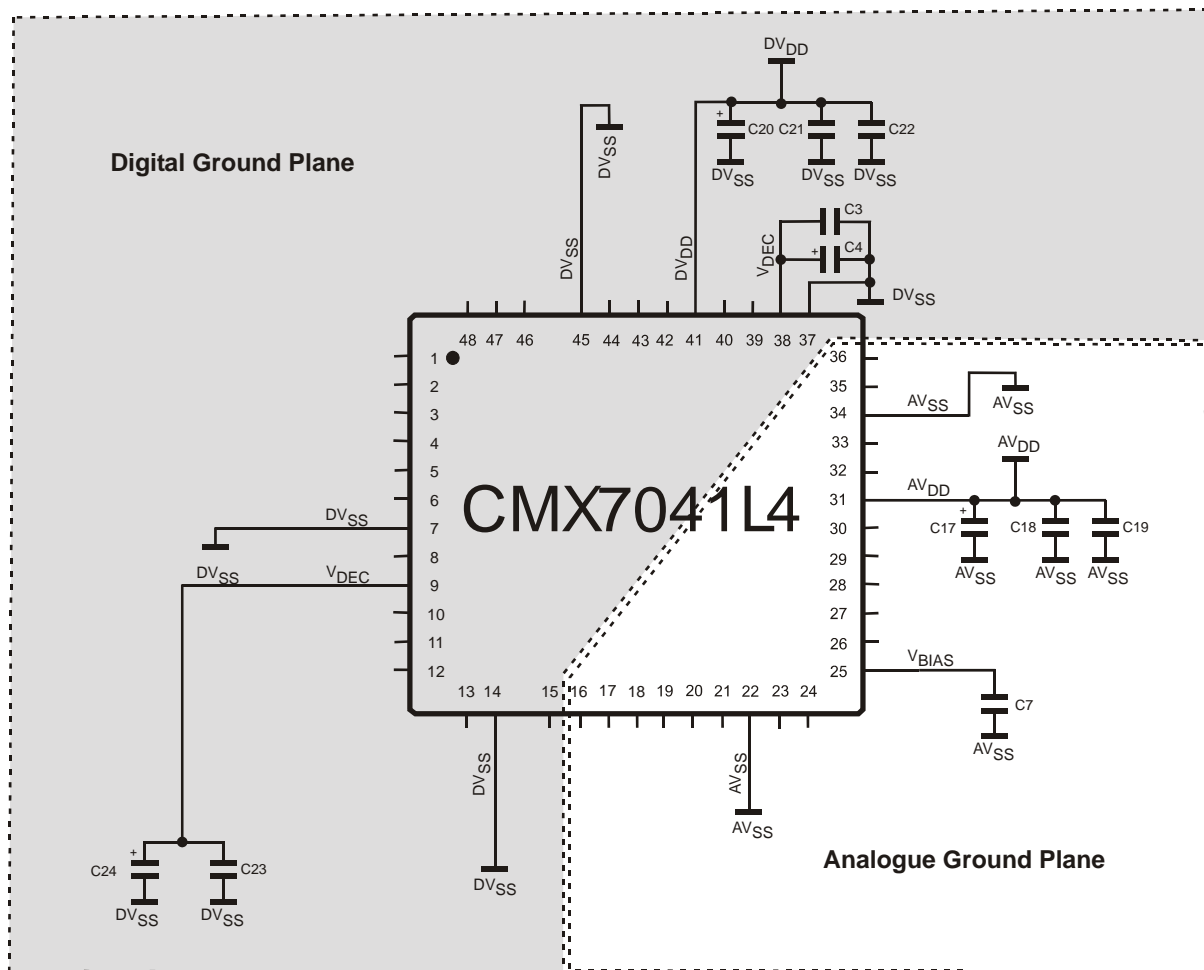 DVDD
+ C20 C21 C22
DVSS DVSS DVSS
DVSS
Digital Ground Plane
C3
+ C4
DVSS
DVSS
DVDD
VDEC
48 47 46 45 44 43 42 41 40 39 38 37
1
2
3
4
5
6
7
8
9
10
11
12
36
35
34
33
32
31
30
29
28
27
26
25
13 14 15 16 17 18 19 20 21 22 23 24
CMX7041L4
AVSS
AVSS
AVDD
AVDD
+
C17 C18 C19
AVSS AVSS AVSS
DVSS
DVSS
VDEC
VBIAS
C7
AVSS
DVSS
AVSS
AVSS
Analogue Ground Plane
+
C24 C23
DVSS DVSS
DVSS